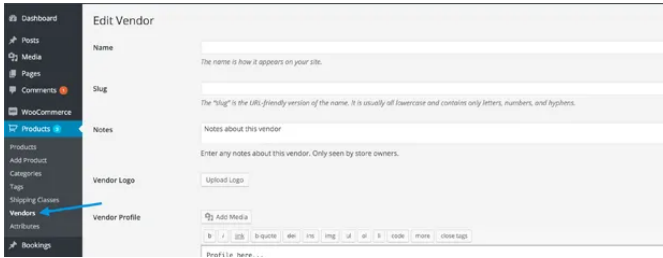 Dashboard
Posts
Media
Pages
Comments 1
WooCommerce
Products
Products
Add Product
Categories
Tags
Shipping Classes
Vendors
Attributes
Bookings
Edit Vendor
Name
The name is how it appears on your site.
Slug
The "slug" is the URL-friendly version of the name. It is usually all lowercase and contains only letters, numbers, and hyphens.
Notes
Notes about this vendor
Enter any notes about this vendor. Only seen by store owners.
Vendor Logo
Upload Logo
Vendor Profile
Add Media
b i link b-quote del ins img ul ol li code more close tags
Profile here...